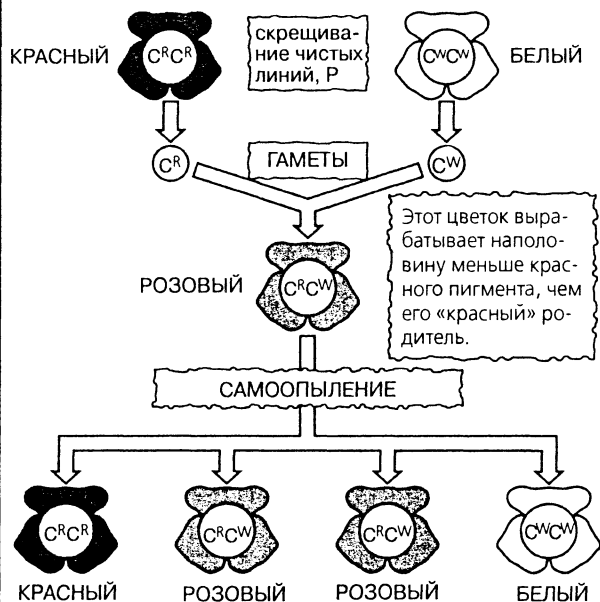 КРАСНЫЙ
CᴿCᴿ
скрещива-
ние чистых
линий, P
CᵂCᵂ
БЕЛЫЙ
Cᴿ
ГАМЕТЫ
Cᵂ
РОЗОВЫЙ
CᴿCᵂ
Этот цветок выра-
батывает наполо-
вину меньше крас-
ного пигмента, чем
его «красный» ро-
дитель.
САМООПЫЛЕНИЕ
CᴿCᴿ
CᴿCᵂ
CᴿCᵂ
CᵂCᵂ
КРАСНЫЙ
РОЗОВЫЙ
РОЗОВЫЙ
БЕЛЫЙ